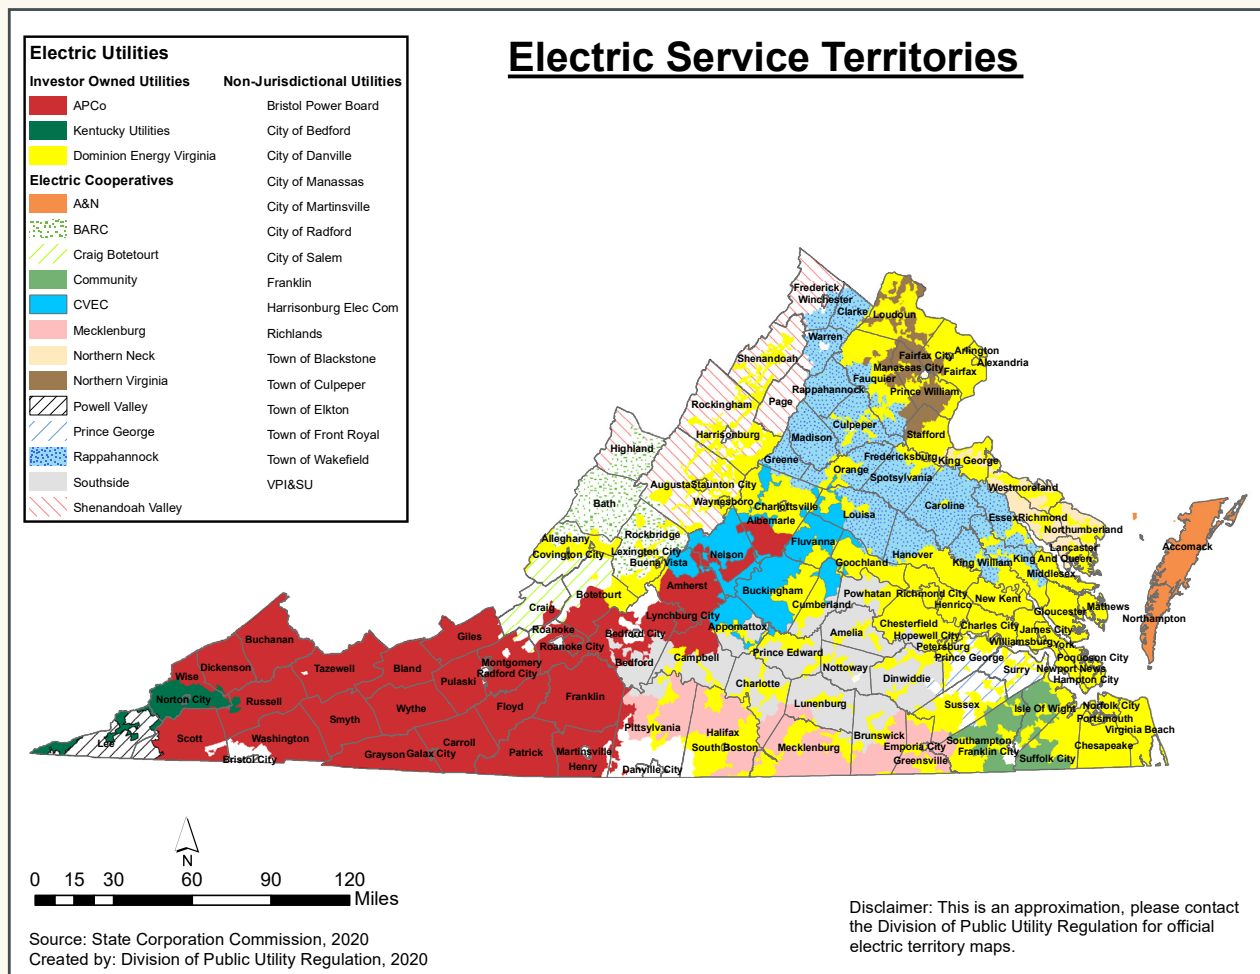 Electric Service Territories
Electric Utilities
Investor Owned Utilities
APCo
Kentucky Utilities
Dominion Energy Virginia
Electric Cooperatives
A&N
BARC
Craig Botetourt
Community
CVEC
Mecklenburg
Northern Neck
Northern Virginia
Powell Valley
Prince George
Rappahannock
Southside
Shenandoah Valley
Non-Jurisdictional Utilities
Bristol Power Board
City of Bedford
City of Danville
City of Manassas
City of Martinsville
City of Radford
City of Salem
Franklin
Harrisonburg Elec Com
Richlands
Town of Blackstone
Town of Culpeper
Town of Elkton
Town of Front Royal
Town of Wakefield
VPI&SU
Frederick
Winchester
Clarke
Loudoun
Warren
Shenandoah
Fairfax City
Arlington
Alexandria
Manassas City
Fairfax
Fauquier
Rappahannock
Prince William
Page
Rockingham
Culpeper
Harrisonburg
Madison
Stafford
Highland
Greene
Fredericksburg
King George
Orange
Spotsylvania
Augusta
Staunton City
Westmoreland
Bath
Waynesboro
Charlottsville
Caroline
Louisa
Essex
Richmond
Albemarle
Northumberland
Rockbridge
Alleghany
Fluvanna
Accomack
Lancaster
Covington City
Lexington City
Nelson
Hanover
King And Queen
Buena Vista
Goochland
King William
Middlesex
Amherst
Buckingham
Botetourt
Powhatan
Richmond City
New Kent
Craig
Cumberland
Henrico
Mathews
Gloucester
Lynchburg City
Northampton
Chesterfield
Charles City
James City
Roanoke
Bedford City
Appomattox
Amelia
Hopewell City
Giles
Buchanan
Williamsburg
York
Roanoke City
Petersburg
Prince Edward
Campbell
Prince George
Poquoson City
Montgomery
Bedford
Dickenson
Tazewell
Bland
Nottoway
Surry
Newport News
Radford City
Wise
Pulaski
Charlotte
Dinwiddie
Hampton City
Norton City
Russell
Franklin
Lunenburg
Sussex
Isle Of Wight
Norfolk City
Wythe
Floyd
Smyth
Portsmouth
Pittsylvania
Halifax
Virginia Beach
Scott
Washington
Brunswick
Lee
Carroll
Southampton
Emporia City
Chesapeake
South Boston
Mecklenburg
Grayson
Galax City
Patrick
Martinsville
Franklin City
Bristol City
Greensville
Suffolk City
Henry
Danville City
N
0 15 30 60 90 120
Miles
Source: State Corporation Commission, 2020
Created by: Division of Public Utility Regulation, 2020
Disclaimer: This is an approximation, please contact
the Division of Public Utility Regulation for official
electric territory maps.